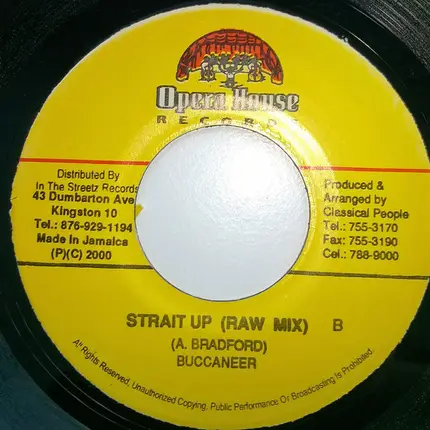 Opera House
RECORDS
Distributed By
In The Streetz Records
43 Dumbarton Ave
Kingston 10
Tel.: 876-929-1194
Made In Jamaica
(P)(C) 2000
Produced &
Arranged by
Classical People
Tel.: 755-3170
Fax: 755-3190
Cel.: 788-9000
STRAIT UP (RAW MIX) B
(A. BRADFORD)
BUCCANEER
All Rights Reserved, Unauthorized Copying, Public Performance Or Broadcasting Is Prohibited.